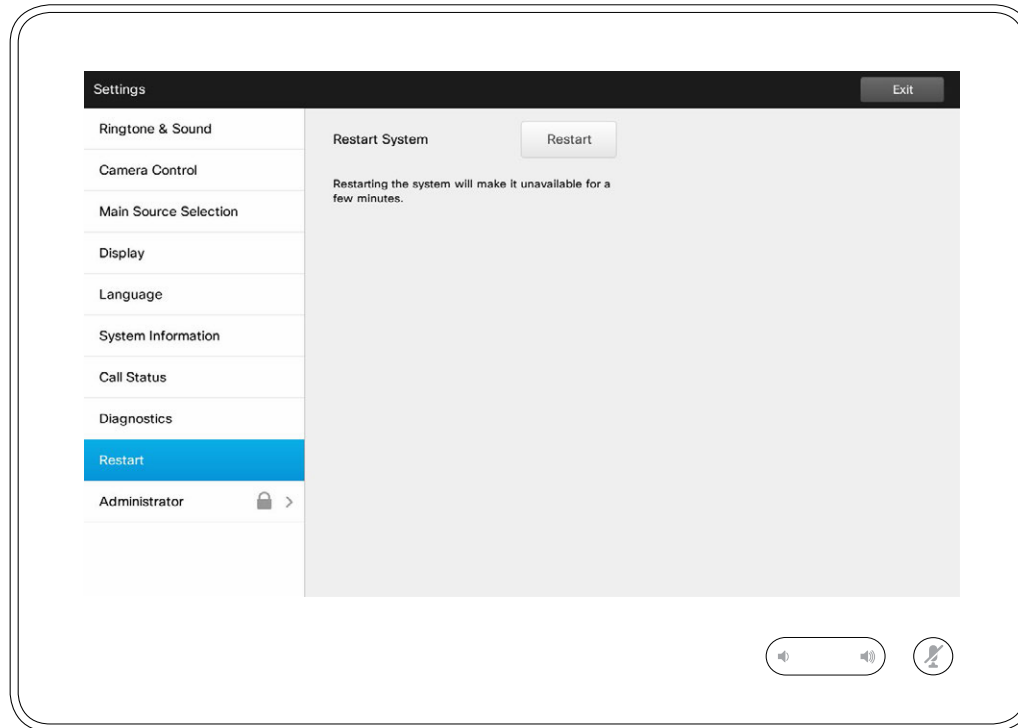 Settings
Exit
Ringtone & Sound
Camera Control
Main Source Selection
Display
Language
System Information
Call Status
Diagnostics
Restart
Administrator
Restart System
Restart
Restarting the system will make it unavailable for a
few minutes.